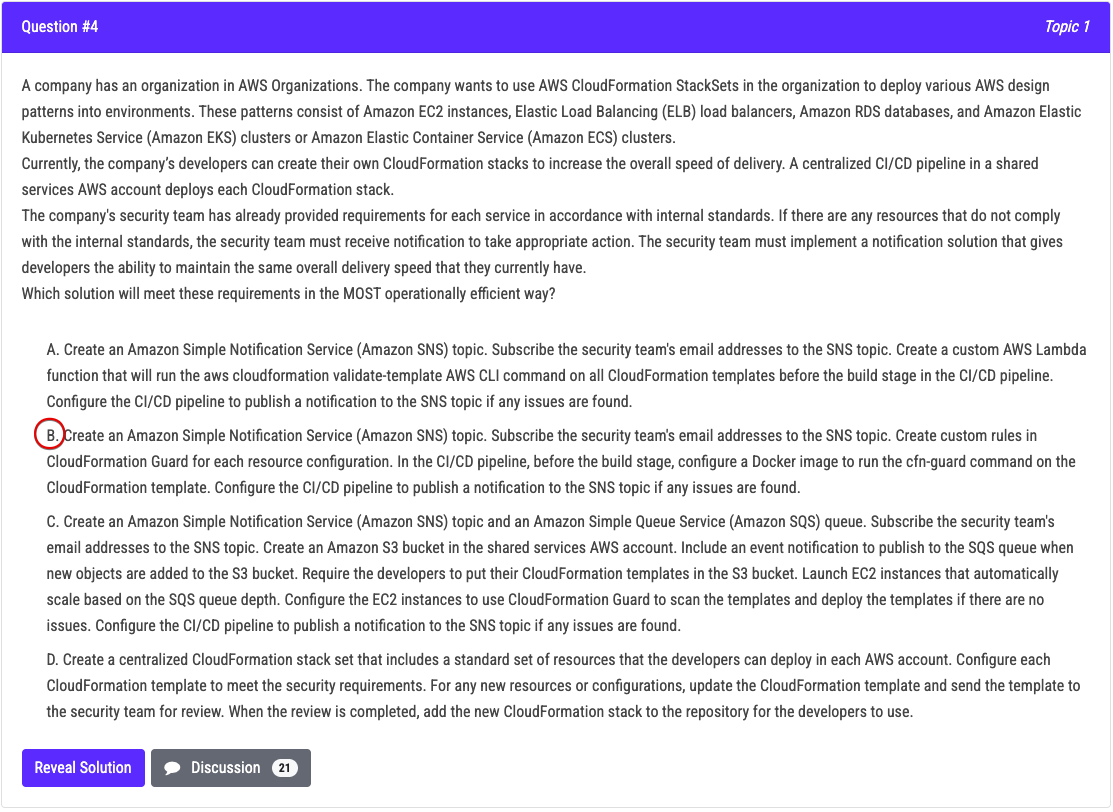 Question #4
Topic 1
A company has an organization in AWS Organizations. The company wants to use AWS CloudFormation StackSets in the organization to deploy various AWS design
patterns into environments. These patterns consist of Amazon EC2 instances, Elastic Load Balancing (ELB) load balancers, Amazon RDS databases, and Amazon Elastic
Kubernetes Service (Amazon EKS) clusters or Amazon Elastic Container Service (Amazon ECS) clusters.
Currently, the company’s developers can create their own CloudFormation stacks to increase the overall speed of delivery. A centralized CI/CD pipeline in a shared
services AWS account deploys each CloudFormation stack.
The company's security team has already provided requirements for each service in accordance with internal standards. If there are any resources that do not comply
with the internal standards, the security team must receive notification to take appropriate action. The security team must implement a notification solution that gives
developers the ability to maintain the same overall delivery speed that they currently have.
Which solution will meet these requirements in the MOST operationally efficient way?
A. Create an Amazon Simple Notification Service (Amazon SNS) topic. Subscribe the security team's email addresses to the SNS topic. Create a custom AWS Lambda
function that will run the aws cloudformation validate-template AWS CLI command on all CloudFormation templates before the build stage in the CI/CD pipeline.
Configure the CI/CD pipeline to publish a notification to the SNS topic if any issues are found.
B. Create an Amazon Simple Notification Service (Amazon SNS) topic. Subscribe the security team's email addresses to the SNS topic. Create custom rules in
CloudFormation Guard for each resource configuration. In the CI/CD pipeline, before the build stage, configure a Docker image to run the cfn-guard command on the
CloudFormation template. Configure the CI/CD pipeline to publish a notification to the SNS topic if any issues are found.
C. Create an Amazon Simple Notification Service (Amazon SNS) topic and an Amazon Simple Queue Service (Amazon SQS) queue. Subscribe the security team's
email addresses to the SNS topic. Create an Amazon S3 bucket in the shared services AWS account. Include an event notification to publish to the SQS queue when
new objects are added to the S3 bucket. Require the developers to put their CloudFormation templates in the S3 bucket. Launch EC2 instances that automatically
scale based on the SQS queue depth. Configure the EC2 instances to use CloudFormation Guard to scan the templates and deploy the templates if there are no
issues. Configure the CI/CD pipeline to publish a notification to the SNS topic if any issues are found.
D. Create a centralized CloudFormation stack set that includes a standard set of resources that the developers can deploy in each AWS account. Configure each
CloudFormation template to meet the security requirements. For any new resources or configurations, update the CloudFormation template and send the template to
the security team for review. When the review is completed, add the new CloudFormation stack to the repository for the developers to use.
Reveal Solution
Discussion 21